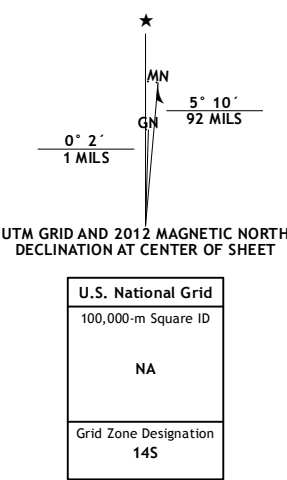 ★
MN
5° 10´
92 MILS
GN
0° 2´
1 MILS
UTM GRID AND 2012 MAGNETIC NORTH
DECLINATION AT CENTER OF SHEET
U.S. National Grid
100,000-m Square ID
NA
Grid Zone Designation
14S